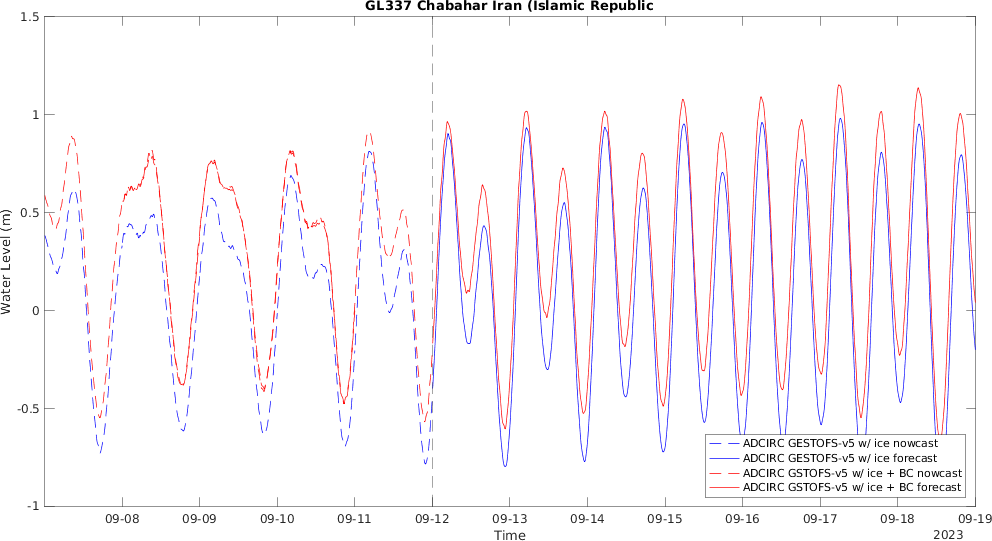 GL337 Chabahar Iran (Islamic Republic
1.5
1
0.5
0
-0.5
-1
Water Level (m)
ADCIRC GESTOFS-v5 w/ ice nowcast
ADCIRC GESTOFS-v5 w/ ice forecast
ADCIRC GSTOFS-v5 w/ ice + BC nowcast
ADCIRC GSTOFS-v5 w/ ice + BC forecast
09-08 09-09 09-10 09-11 09-12 09-13 09-14 09-15 09-16 09-17 09-18 09-19
Time
2023